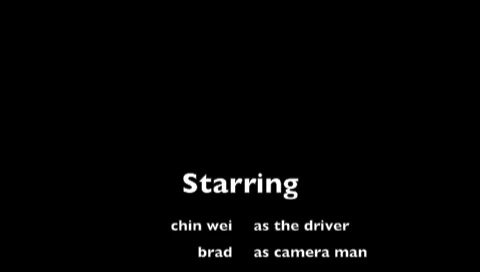 Starring
chin wei as the driver
brad as camera man